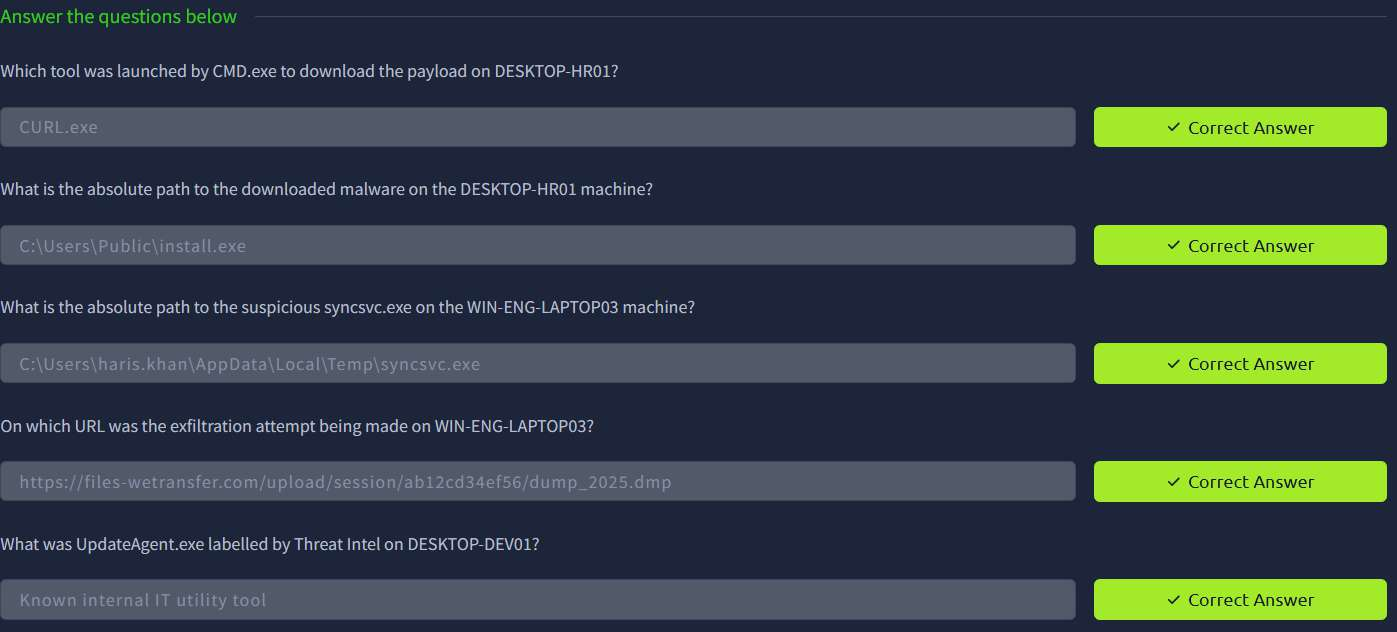 Answer the questions below
Which tool was launched by CMD.exe to download the payload on DESKTOP-HR01?
CURL.exe
✓ Correct Answer
What is the absolute path to the downloaded malware on the DESKTOP-HR01 machine?
C:\Users\Public\install.exe
✓ Correct Answer
What is the absolute path to the suspicious syncsvc.exe on the WIN-ENG-LAPTOP03 machine?
C:\Users\haris.khan\AppData\Local\Temp\syncsvc.exe
✓ Correct Answer
On which URL was the exfiltration attempt being made on WIN-ENG-LAPTOP03?
https://files-wetransfer.com/upload/session/ab12cd34ef56/dump_2025.dmp
✓ Correct Answer
What was UpdateAgent.exe labelled by Threat Intel on DESKTOP-DEV01?
Known internal IT utility tool
✓ Correct Answer